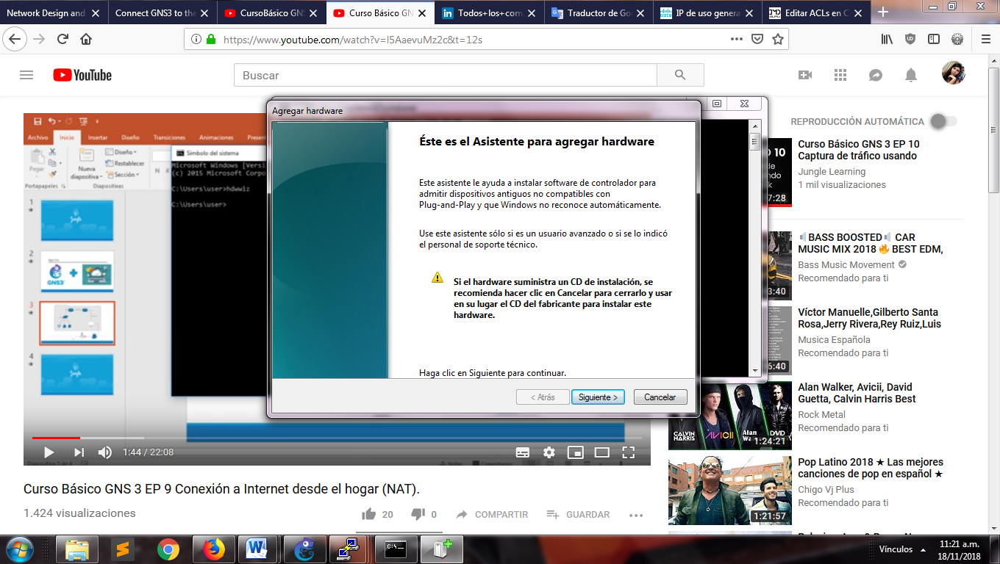 Network Design and
Connect GNS3 to the
CursoBásico GNS
Curso Básico GN
Todos+los+com
Traductor de Goo
IP de uso genera
Editar ACLs en C
https://www.youtube.com/watch?v=I5AaevuMz2c&t=12s
YouTube
Buscar
REPRODUCCIÓN AUTOMÁTICA
Archivo Inicio Insertar Diseño Transiciones Animaciones Present
Pegar
Nueva diapositiva
Diseño
Restablecer
Sección
Portapapeles
Diapositivas
Símbolo del sistema
Microsoft Windows [Versi
(c) 2015 Microsoft Corpo
C:\Users\user>hdwwiz
C:\Users\user>
1
2
GNS3
3
4
Agregar hardware
Éste es el Asistente para agregar hardware
Este asistente le ayuda a instalar software de controlador para
admitir dispositivos antiguos no compatibles con
Plug-and-Play y que Windows no reconoce automáticamente.
Use este asistente sólo si es un usuario avanzado o si se lo indicó
el personal de soporte técnico.
Si el hardware suministra un CD de instalación, se
recomienda hacer clic en Cancelar para cerrarlo y usar
en su lugar el CD del fabricante para instalar este
hardware.
Haga clic en Siguiente para continuar.
< Atrás
Siguiente >
Cancelar
1:44 / 22:08
Curso Básico GNS 3 EP 9 Conexión a Internet desde el hogar (NAT).
1.424 visualizaciones
20
0
COMPARTIR
GUARDAR
7:28
Curso Básico GNS 3 EP 10
Captura de tráfico usando
Jungle Learning
1 mil visualizaciones
3:40
BASS BOOSTED CAR
MUSIC MIX 2018 BEST EDM,
Bass Music Movement
Recomendado para ti
6:40
Víctor Manuelle,Gilberto Santa
Rosa,Jerry Rivera,Rey Ruiz,Luis
Musica Española
Recomendado para ti
CALVIN HARRIS
AVICII
1:24:21
Alan Walker, Avicii, David
Guetta, Calvin Harris Best
Rock Metal
Recomendado para ti
1:21:57
Pop Latino 2018 ★ Las mejores
canciones de pop en español ★
Chigo Vj Plus
Recomendado para ti
Vínculos
11:21 a.m.
18/11/2018